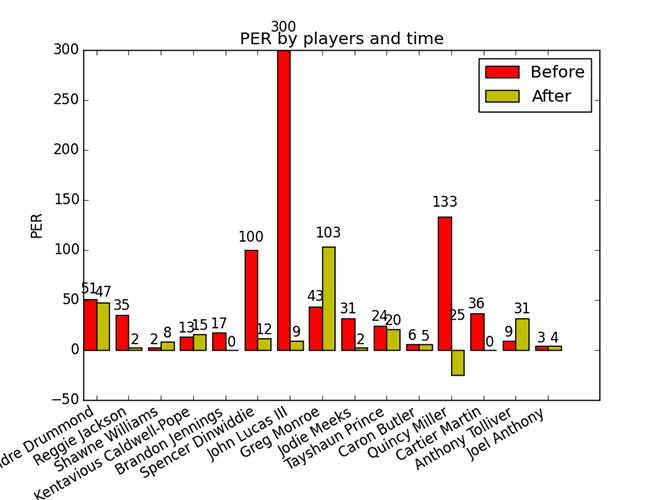 PER by players and time
PER
300
250
200
150
100
50
0
−50
Before
After
51 47
35 2
2 8
13 15
17 0
100 12
300 9
43 103
31 2
24 20
6 5
133 25
36 0
9 31
3 4
Drummond
Reggie Jackson
Shawne Williams
Kentavious Caldwell-Pope
Brandon Jennings
Spencer Dinwiddie
John Lucas III
Greg Monroe
Jodie Meeks
Tayshaun Prince
Caron Butler
Quincy Miller
Cartier Martin
Anthony Tolliver
Joel Anthony